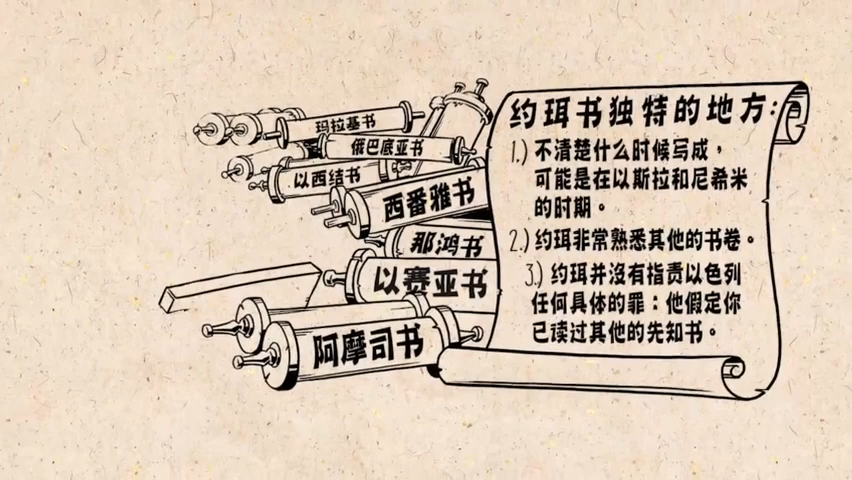 玛拉基书
俄巴底亚书
以西结书
西番雅书
那鸿书
以赛亚书
阿摩司书
约珥书独特的地方:
1.) 不清楚什么时候写成，
可能是在以斯拉和尼希米
的时期。
2.) 约珥非常熟悉其他的书卷。
3.) 约珥并没有指责以色列
任何具体的罪：他假定你
已读过其他的先知书。